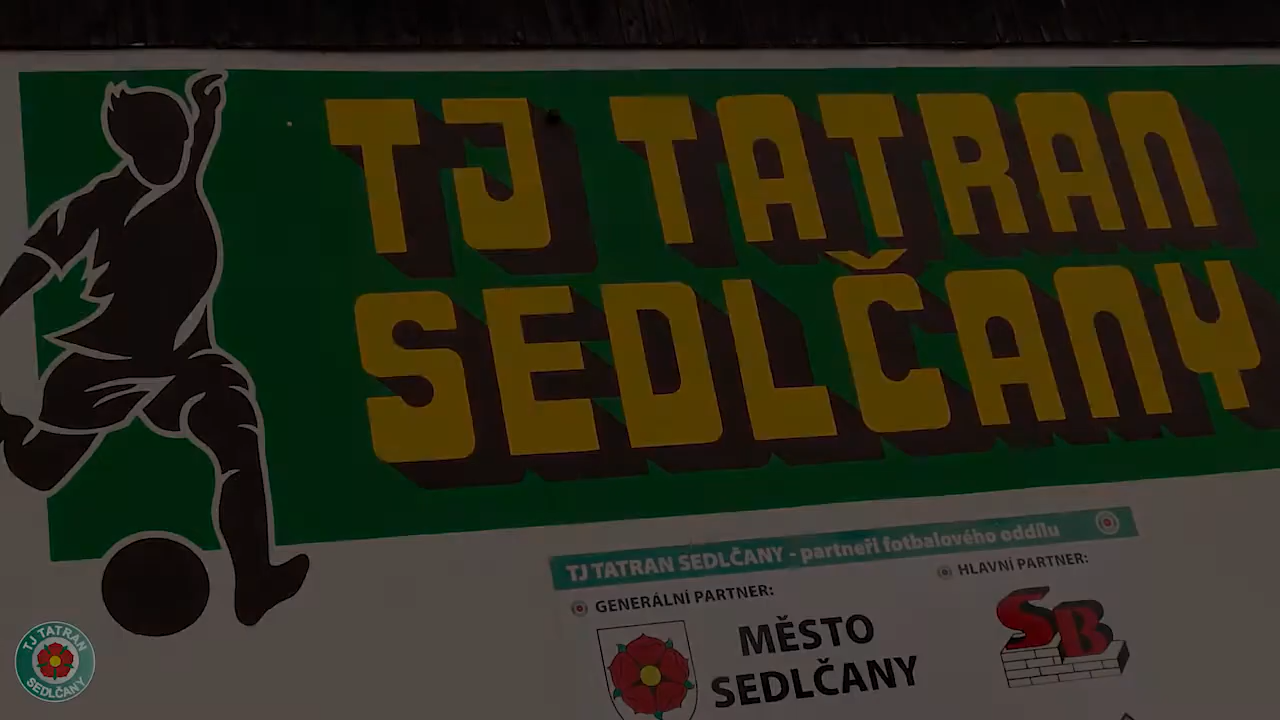 TJ TATRAN
SEDLČANY
TJ TATRAN SEDLČANY - partneři fotbalového oddílu
GENERÁLNÍ PARTNER:
HLAVNÍ PARTNER:
MĚSTO
SEDLČANY
SB
TJ TATRAN
SEDLČANY